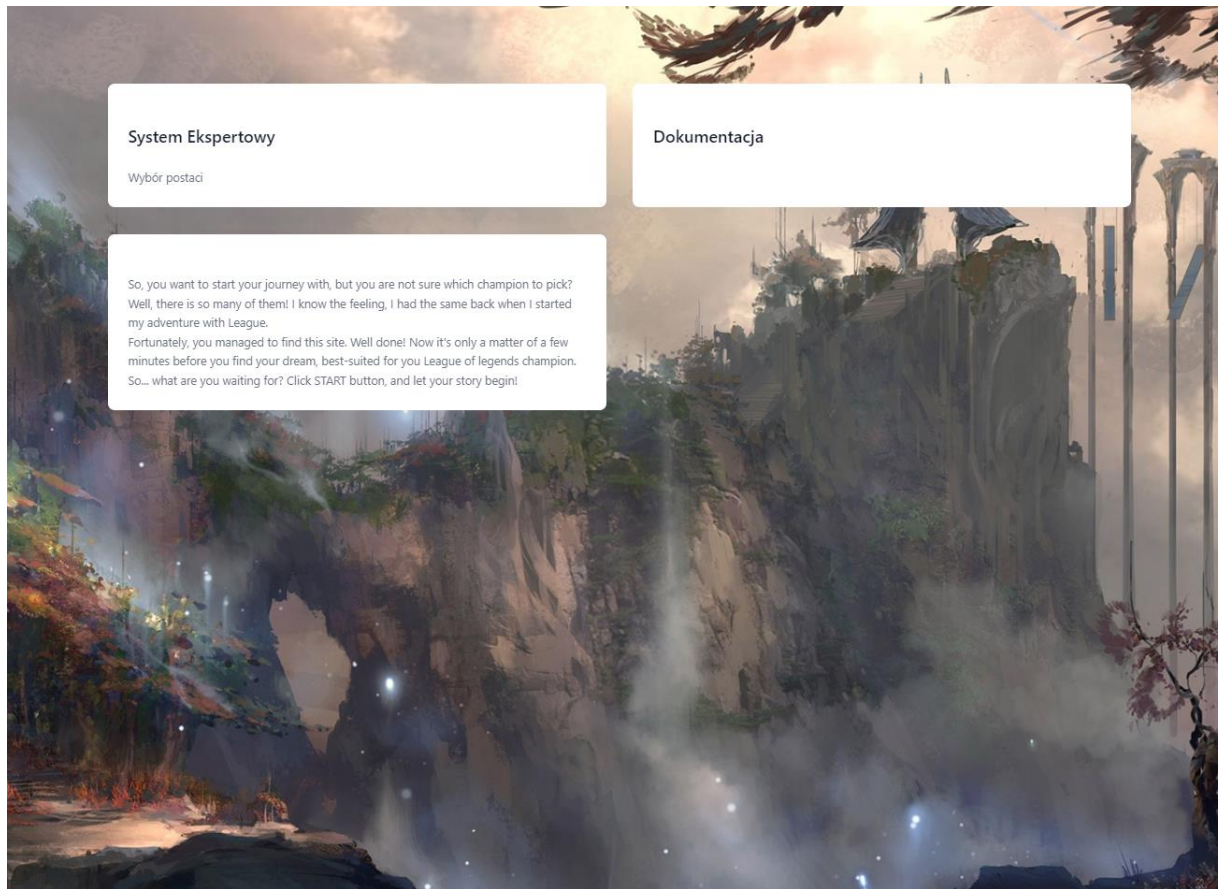 System Ekspertowy
Wybór postaci
Dokumentacja
So, you want to start your journey with, but you are not sure which champion to pick?
Well, there is so many of them! I know the feeling, I had the same back when I started
my adventure with League.
Fortunately, you managed to find this site. Well done! Now it's only a matter of a few
minutes before you find your dream, best-suited for you League of legends champion.
So... what are you waiting for? Click START button, and let your story begin!